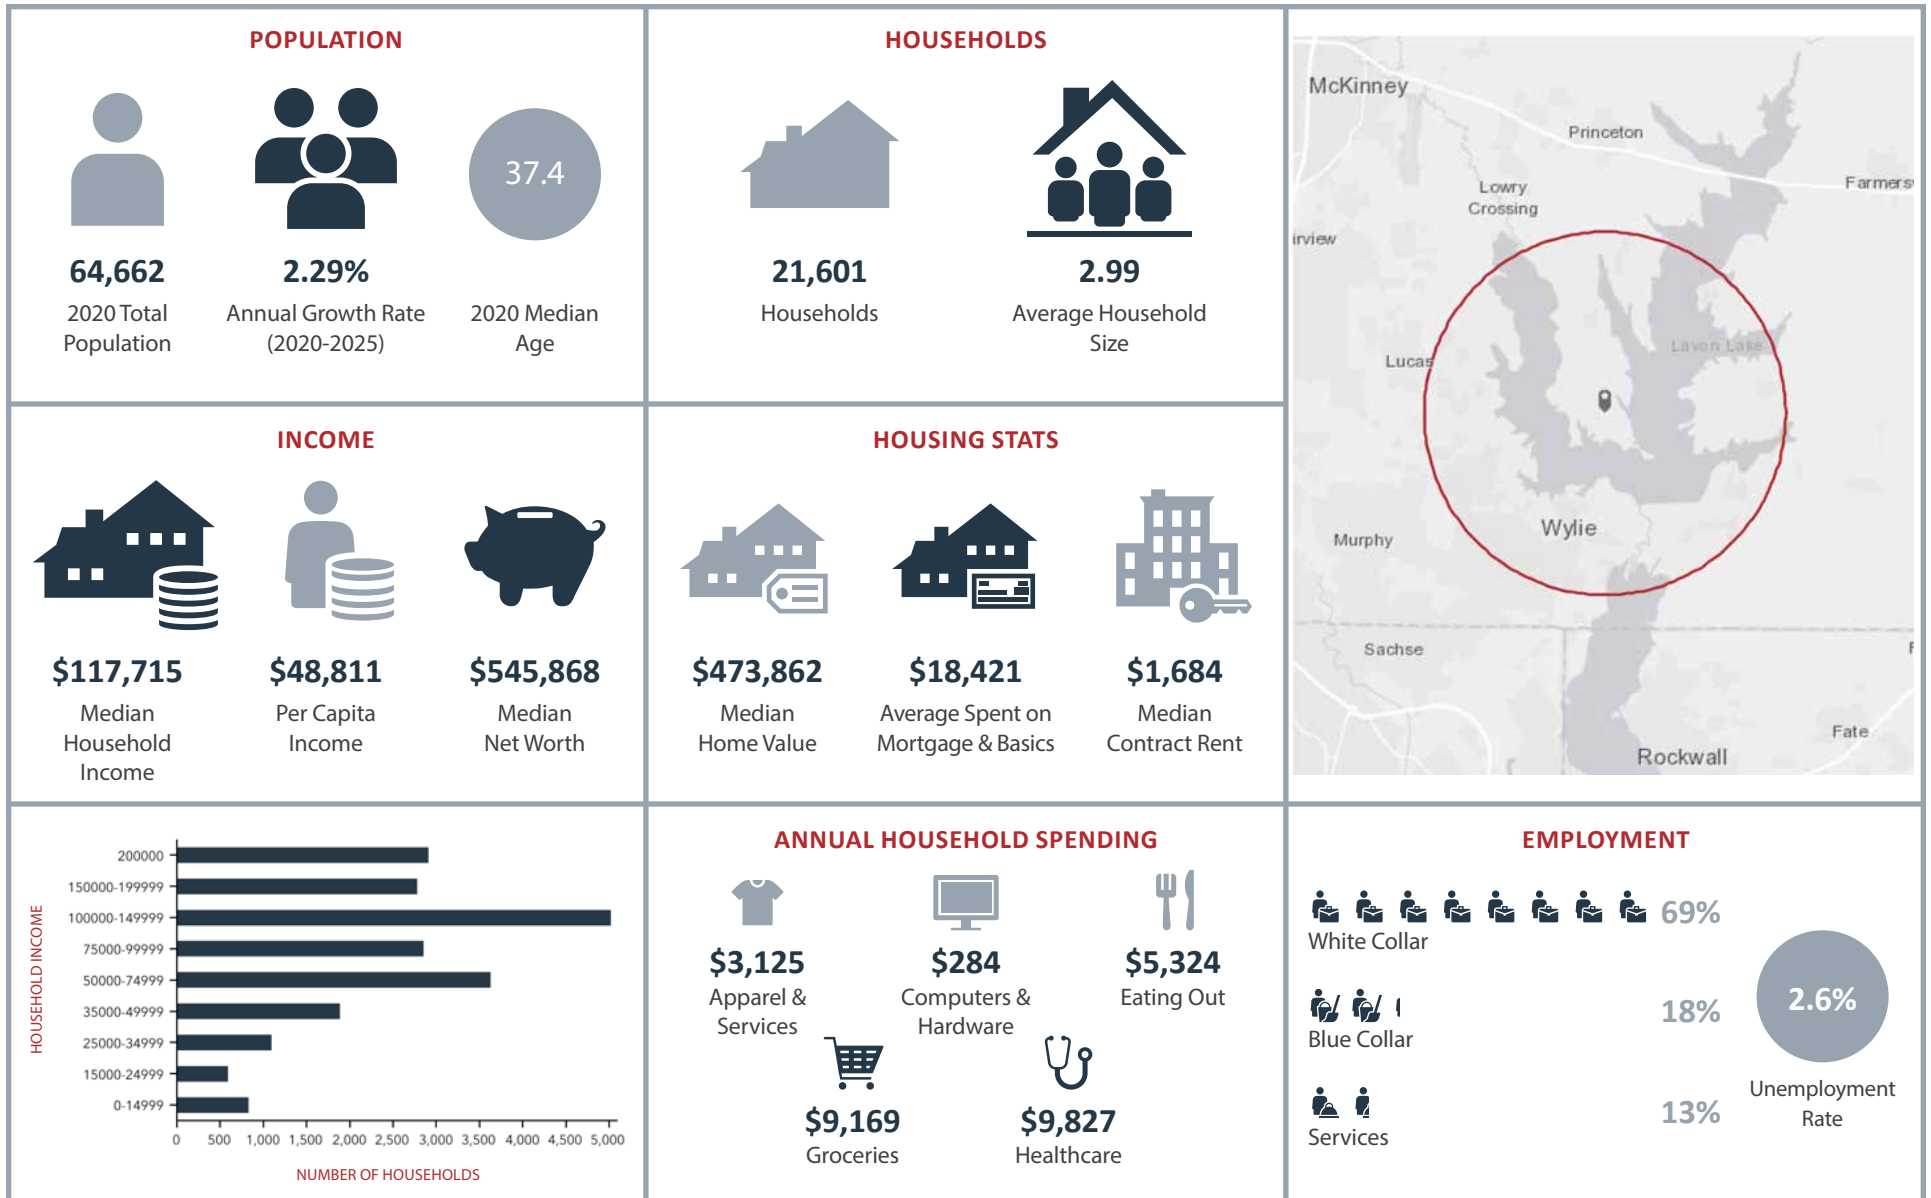 POPULATION
37.4
64,662
2020 Total
Population
2.29%
Annual Growth Rate
(2020-2025)
2020 Median
Age
HOUSEHOLDS
21,601
Households
2.99
Average Household
Size
McKinney
Princeton
Lowry
Crossing
Farmers
irview
Lucas
Lavon Lake
Wylie
Murphy
Sachse
Fate
Rockwall
INCOME
$117,715
Median
Household
Income
$48,811
Per Capita
Income
$545,868
Median
Net Worth
HOUSING STATS
$473,862
Median
Home Value
$18,421
Average Spent on
Mortgage & Basics
$1,684
Median
Contract Rent
HOUSEHOLD INCOME
200000
150000-199999
100000-149999
75000-99999
50000-74999
35000-49999
25000-34999
15000-24999
0-14999
0 500 1,000 1,500 2,000 2,500 3,000 3,500 4,000 4,500 5,000
NUMBER OF HOUSEHOLDS
ANNUAL HOUSEHOLD SPENDING
$3,125
Apparel &
Services
$284
Computers &
Hardware
$5,324
Eating Out
$9,169
Groceries
$9,827
Healthcare
EMPLOYMENT
69%
White Collar
18%
Blue Collar
13%
Services
2.6%
Unemployment
Rate